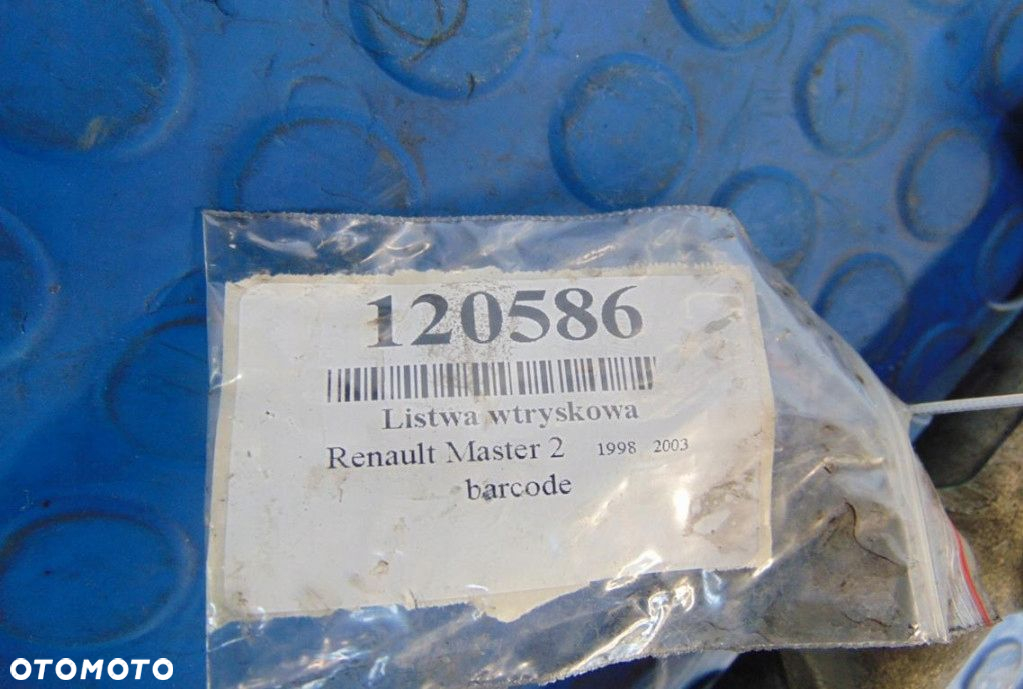 120586
Listwa wtryskowa
Renault Master 2 1998 2003
barcode
OTOMOTO